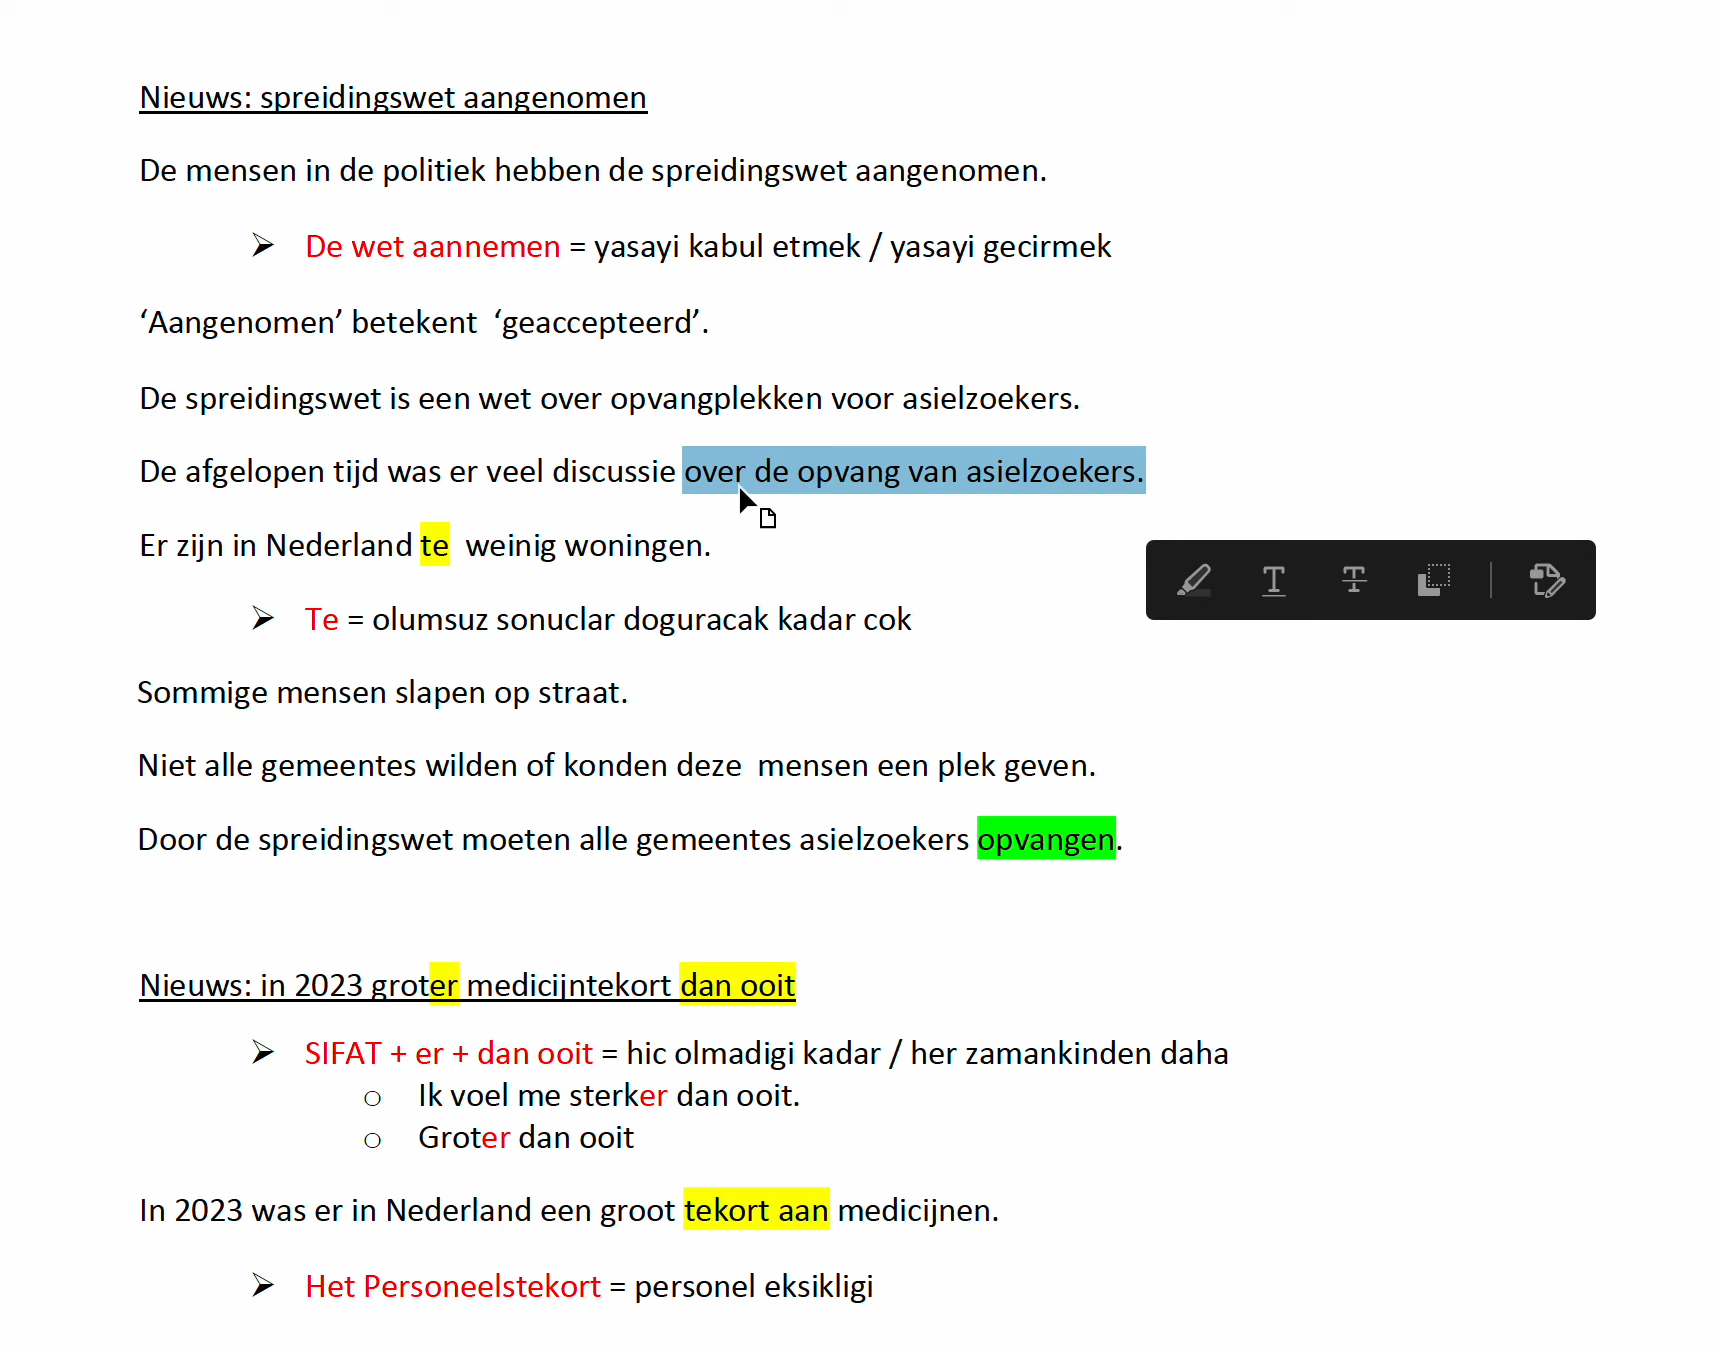 Nieuws: spreidingswet aangenomen
De mensen in de politiek hebben de spreidingswet aangenomen.
➢ De wet aannemen = yasayi kabul etmek / yasayi gecirmek
‘Aangenomen’ betekent ‘geaccepteerd’.
De spreidingswet is een wet over opvangplekken voor asielzoekers.
De afgelopen tijd was er veel discussie over de opvang van asielzoekers.
Er zijn in Nederland te weinig woningen.
➢ Te = olumsuz sonuclar doguracak kadar cok
Sommige mensen slapen op straat.
Niet alle gemeentes wilden of konden deze mensen een plek geven.
Door de spreidingswet moeten alle gemeentes asielzoekers opvangen.
Nieuws: in 2023 groter medicijntekort dan ooit
➢ SIFAT + er + dan ooit = hic olmadigi kadar / her zamankinden daha
o Ik voel me sterker dan ooit.
o Groter dan ooit
In 2023 was er in Nederland een groot tekort aan medicijnen.
➢ Het Personeelstekort = personel eksikligi